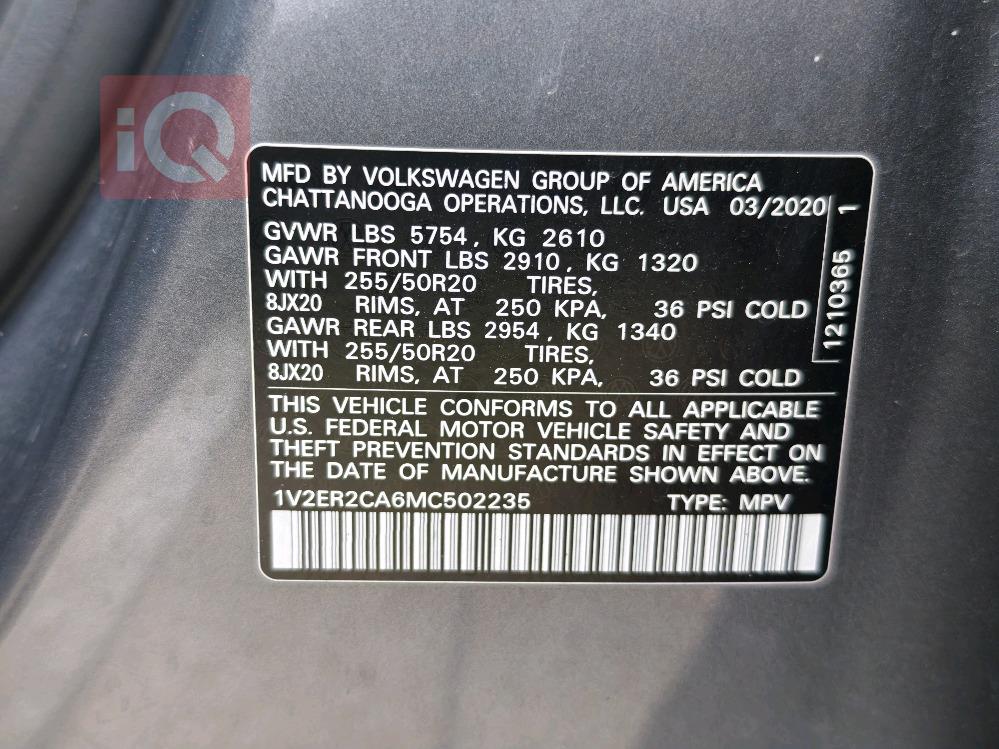 iQ
MFD BY VOLKSWAGEN GROUP OF AMERICA
CHATTANOOGA OPERATIONS, LLC. USA 03/2020
GVWR LBS 5754, KG 2610
GAWR FRONT LBS 2910, KG 1320
WITH 255/50R20 TIRES,
8JX20 RIMS, AT 250 KPA, 36 PSI COLD
GAWR REAR LBS 2954, KG 1340
WITH 255/50R20 TIRES,
8JX20 RIMS, AT 250 KPA, 36 PSI COLD
1210365 1
THIS VEHICLE CONFORMS TO ALL APPLICABLE
U.S. FEDERAL MOTOR VEHICLE SAFETY AND
THEFT PREVENTION STANDARDS IN EFFECT ON
THE DATE OF MANUFACTURE SHOWN ABOVE.
1V2ER2CA6MC502235 TYPE: MPV